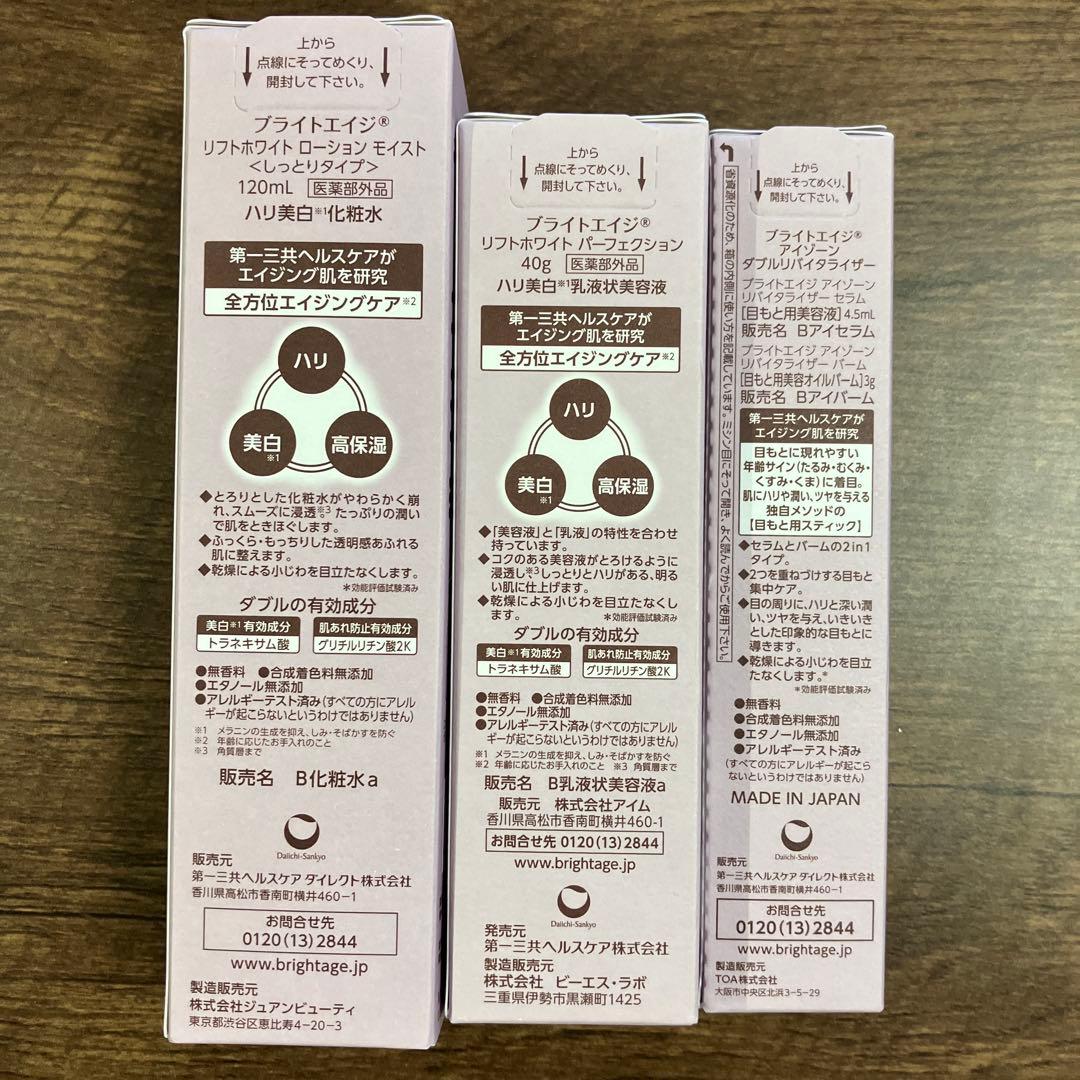 上から
点線にそってめくり、
開封して下さい。
ブライトエイジ®
リフトホワイト ローション モイスト
＜しっとりタイプ＞
120mL 医薬部外品
ハリ美白※1化粧水
第一三共ヘルスケアが
エイジング肌を研究
全方位エイジングケア※2
ハリ
美白
※1
高保湿
◆とろりとした化粧水がやわらかく崩
れ、スムーズに浸透※3 たっぷりの潤い
で肌をときほぐします。
◆ふっくら・もっちりした透明感あふれる
肌に整えます。
◆乾燥による小じわを目立たなくします。
＊効能評価試験済み
ダブルの有効成分
美白※1有効成分
トラネキサム酸
肌あれ防止有効成分
グリチルリチン酸2K
●無香料 ●合成着色料無添加
●エタノール無添加
●アレルギーテスト済み(すべての方にアレル
ギーが起こらないというわけではありません)
※1 メラニンの生成を抑え、しみ・そばかすを防ぐ
※2 年齢に応じたお手入れのこと
※3 角質層まで
販売名 B化粧水a
Daiichi-Sankyo
販売元
第一三共ヘルスケア ダイレクト株式会社
香川県高松市香南町横井460−1
お問合せ先
0120(13)2844
www.brightage.jp
製造販売元
株式会社ジュアンビューティ
東京都渋谷区恵比寿4−20−3
上から
点線にそってめくり、
開封して下さい。
ブライトエイジ®
リフトホワイト パーフェクション
40g 医薬部外品
ハリ美白※1乳液状美容液
第一三共ヘルスケアが
エイジング肌を研究
全方位エイジングケア※2
ハリ
美白
※1
高保湿
◆「美容液」と「乳液」の特性を合わせ
持っています。
◆コクのある美容液がとろけるように
浸透し※3しっとりとハリがある、明る
い肌に仕上げます。
◆乾燥による小じわを目立たなくし
ます。 ＊効能評価試験済み
ダブルの有効成分
美白※1有効成分
トラネキサム酸
肌あれ防止有効成分
グリチルリチン酸2K
●無香料 ●合成着色料無添加
●エタノール無添加
●アレルギーテスト済み(すべての方にアレル
ギーが起こらないというわけではありません)
※1 メラニンの生成を抑え、しみ・そばかすを防ぐ
※2 年齢に応じたお手入れのこと ※3 角質層まで
販売名 B乳液状美容液a
販売元 株式会社アイム
香川県高松市香南町横井460-1
お問合せ先 0120(13)2844
www.brightage.jp
Daiichi-Sankyo
発売元
第一三共ヘルスケア株式会社
製造販売元
株式会社 ビーエス・ラボ
三重県伊勢市黒瀬町1425
省資源化のため、箱の内側に使い方を記載しています。ミシン目にそって開き、よく読んでからご使用下さい。
上から
点線にそってめくり、
開封して下さい。
ブライトエイジ®
アイゾーン
ダブルリバイタライザー
ブライトエイジ アイゾーン
リバイタライザー セラム
[目もと用美容液] 4.5mL
販売名 Bアイセラム
ブライトエイジ アイゾーン
リバイタライザー バーム
[目もと用美容オイルバーム]3g
販売名 Bアイバーム
第一三共ヘルスケアが
エイジング肌を研究
目もとに現れやすい
年齢サイン(たるみ・むくみ・
くすみ・くま)に着目。
肌にハリや潤い、ツヤを与える
独自メソッドの
【目もと用スティック】
◆セラムとバームの2in1
タイプ。
◆2つを重ねづけする目もと
集中ケア。
◆目の周りに、ハリと深い潤
い、ツヤを与え、いきいき
とした印象的な目もとに
導きます。
◆乾燥による小じわを目立
たなくします。＊
＊効能評価試験済み
●無香料
●合成着色料無添加
●エタノール無添加
●アレルギーテスト済み
(すべての方にアレルギーが起こ
らないというわけではありません)
MADE IN JAPAN
Daiichi-Sankyo
販売元
第一三共ヘルスケア ダイレクト株式会社
香川県高松市香南町横井460−1
お問合せ先
0120(13)2844
www.brightage.jp
製造販売元
TOA株式会社
大阪市中央区北浜3−5−29